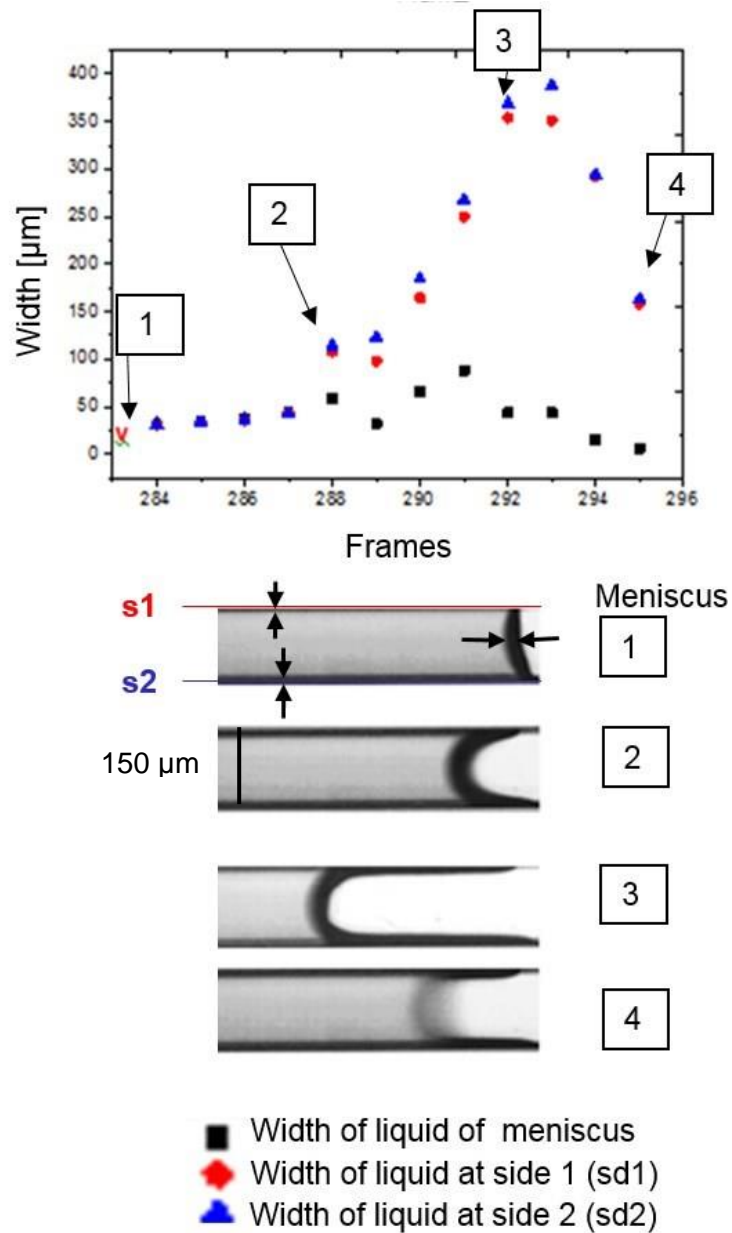 3
400
350
300
250
200
150
100
50
0
Width [µm]
2
4
1
284
286
288
290
292
294
296
Frames
s1
Meniscus
1
s2
150 µm
2
3
4
Width of liquid of meniscus
Width of liquid at side 1 (sd1)
Width of liquid at side 2 (sd2)